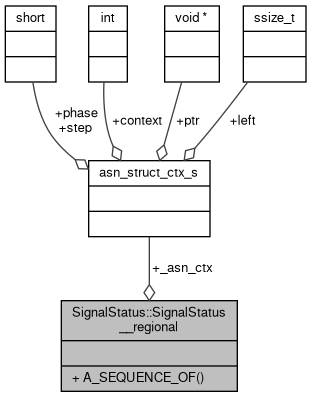 short
int
void *
ssize_t
+phase
+step
+context
+ptr
+left
asn_struct_ctx_s
+_asn_ctx
SignalStatus::SignalStatus
__regional
+ A_SEQUENCE_OF()